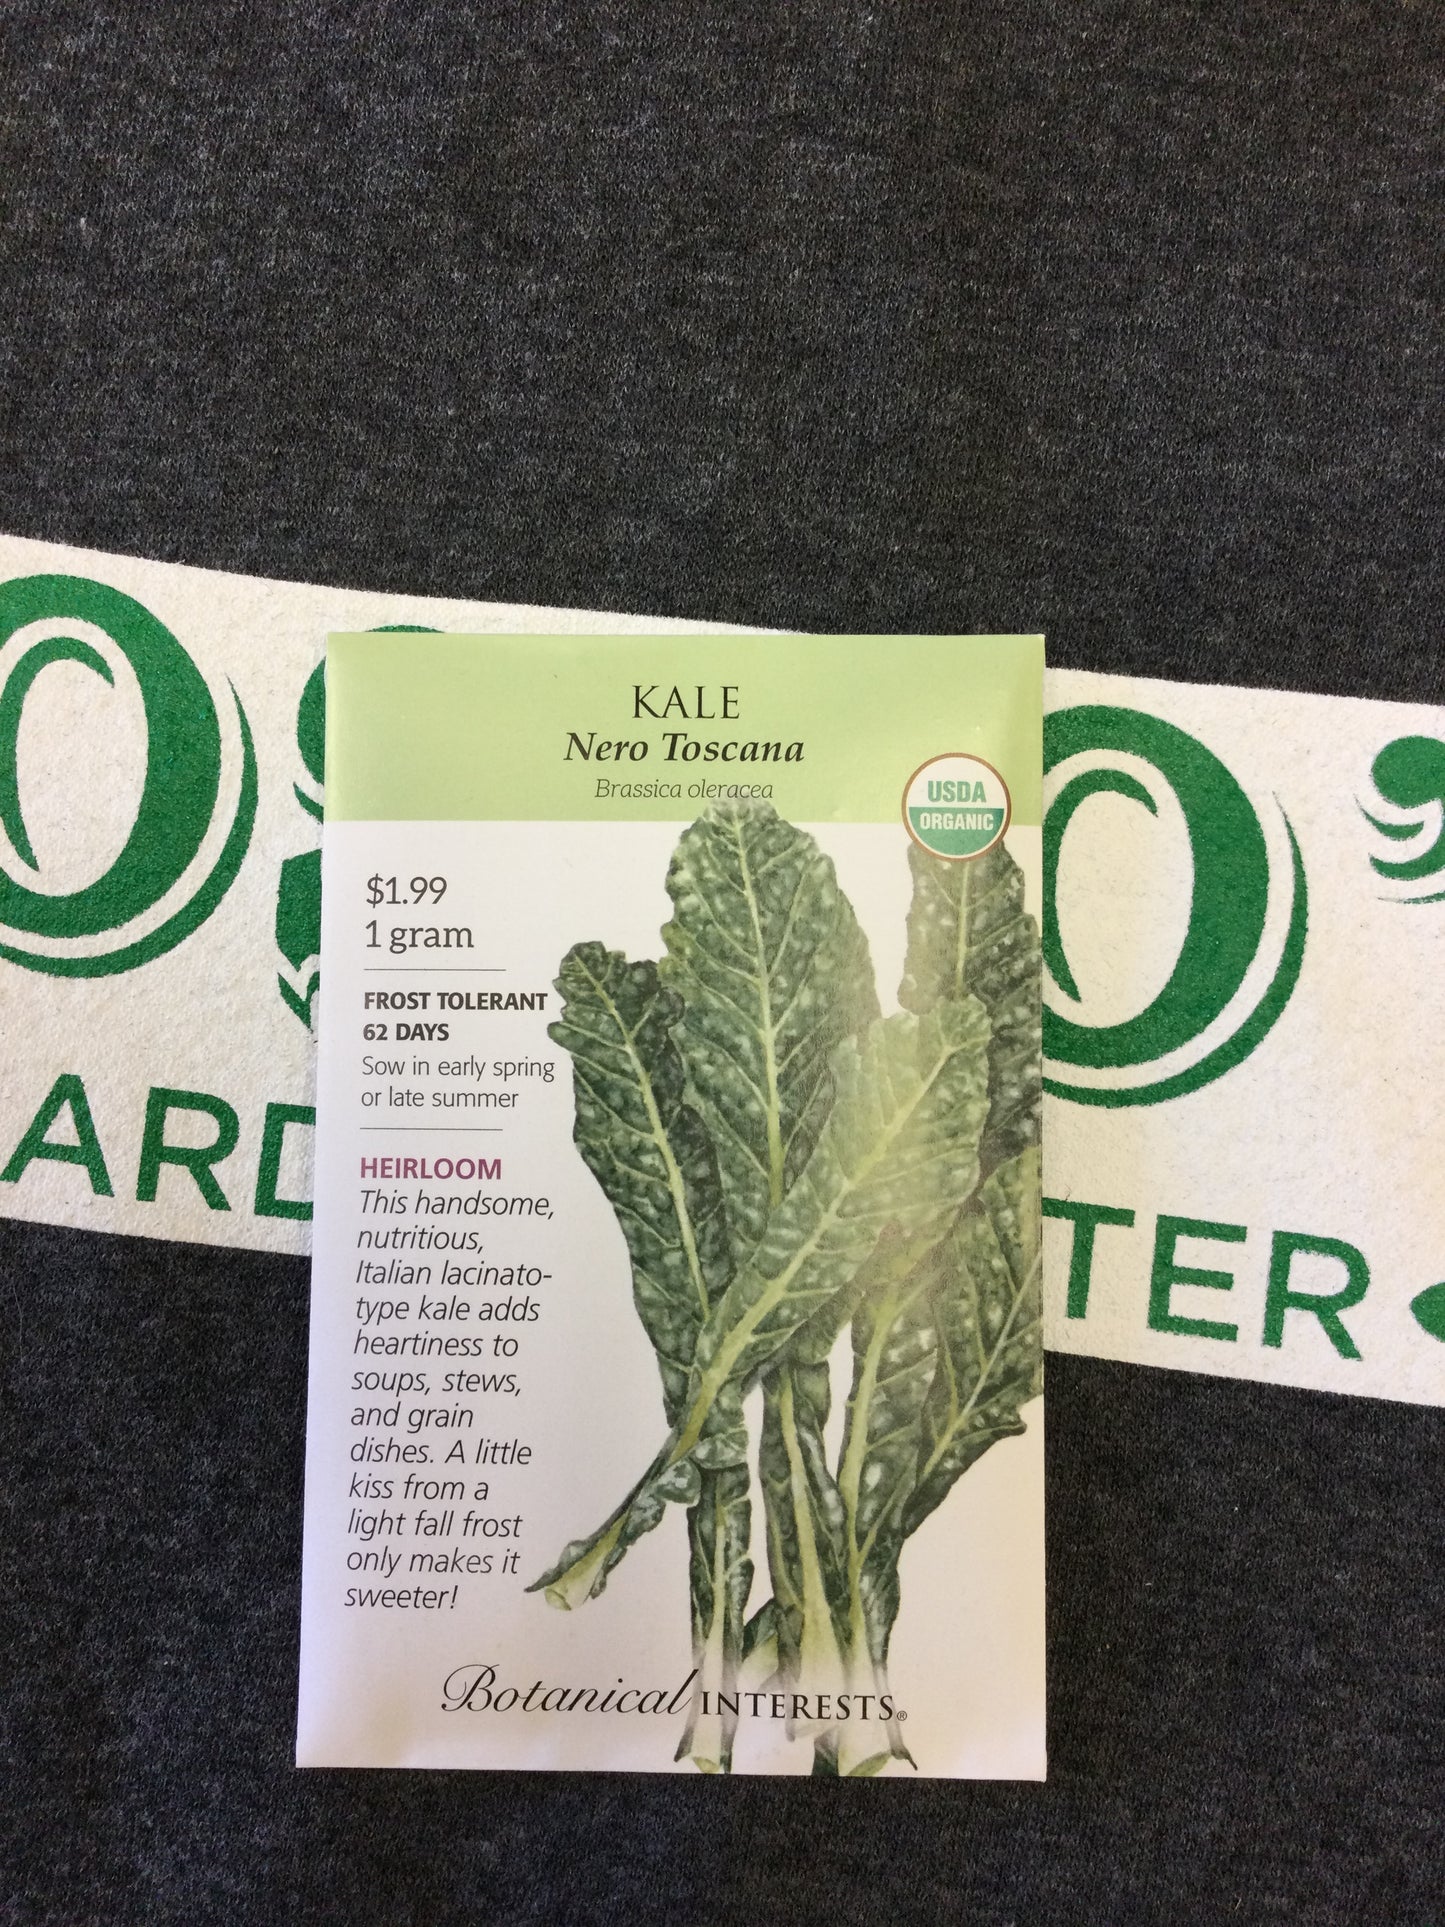 KALE
Nero Toscana
Brassica oleracea
USDA
ORGANIC
$1.99
1 gram
FROST TOLERANT
62 DAYS
Sow in early spring
or late summer
HEIRLOOM
This handsome,
nutritious,
Italian lacinato-
type kale adds
heartiness to
soups, stews,
and grain
dishes. A little
kiss from a
light fall frost
only makes it
sweeter!
Botanical INTERESTS®